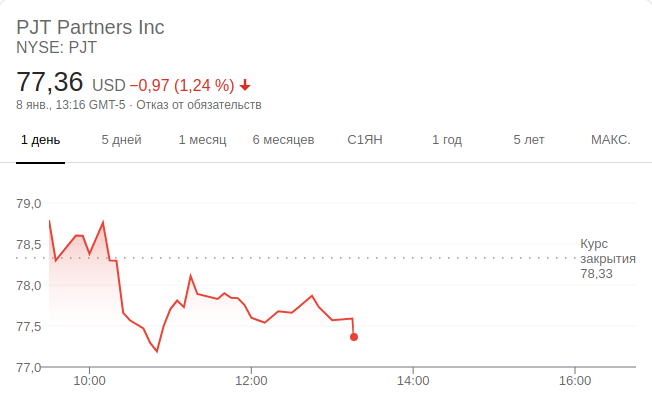 PJT Partners Inc
NYSE: PJT
77,36 USD −0,97 (1,24 %)
8 янв., 13:16 GMT-5 · Отказ от обязательств
1 день 5 дней 1 месяц 6 месяцев С1ЯН 1 год 5 лет МАКС.
79,0
78,5
78,0
77,5
77,0
Курс
закрытия
78,33
10:00 12:00 14:00 16:00